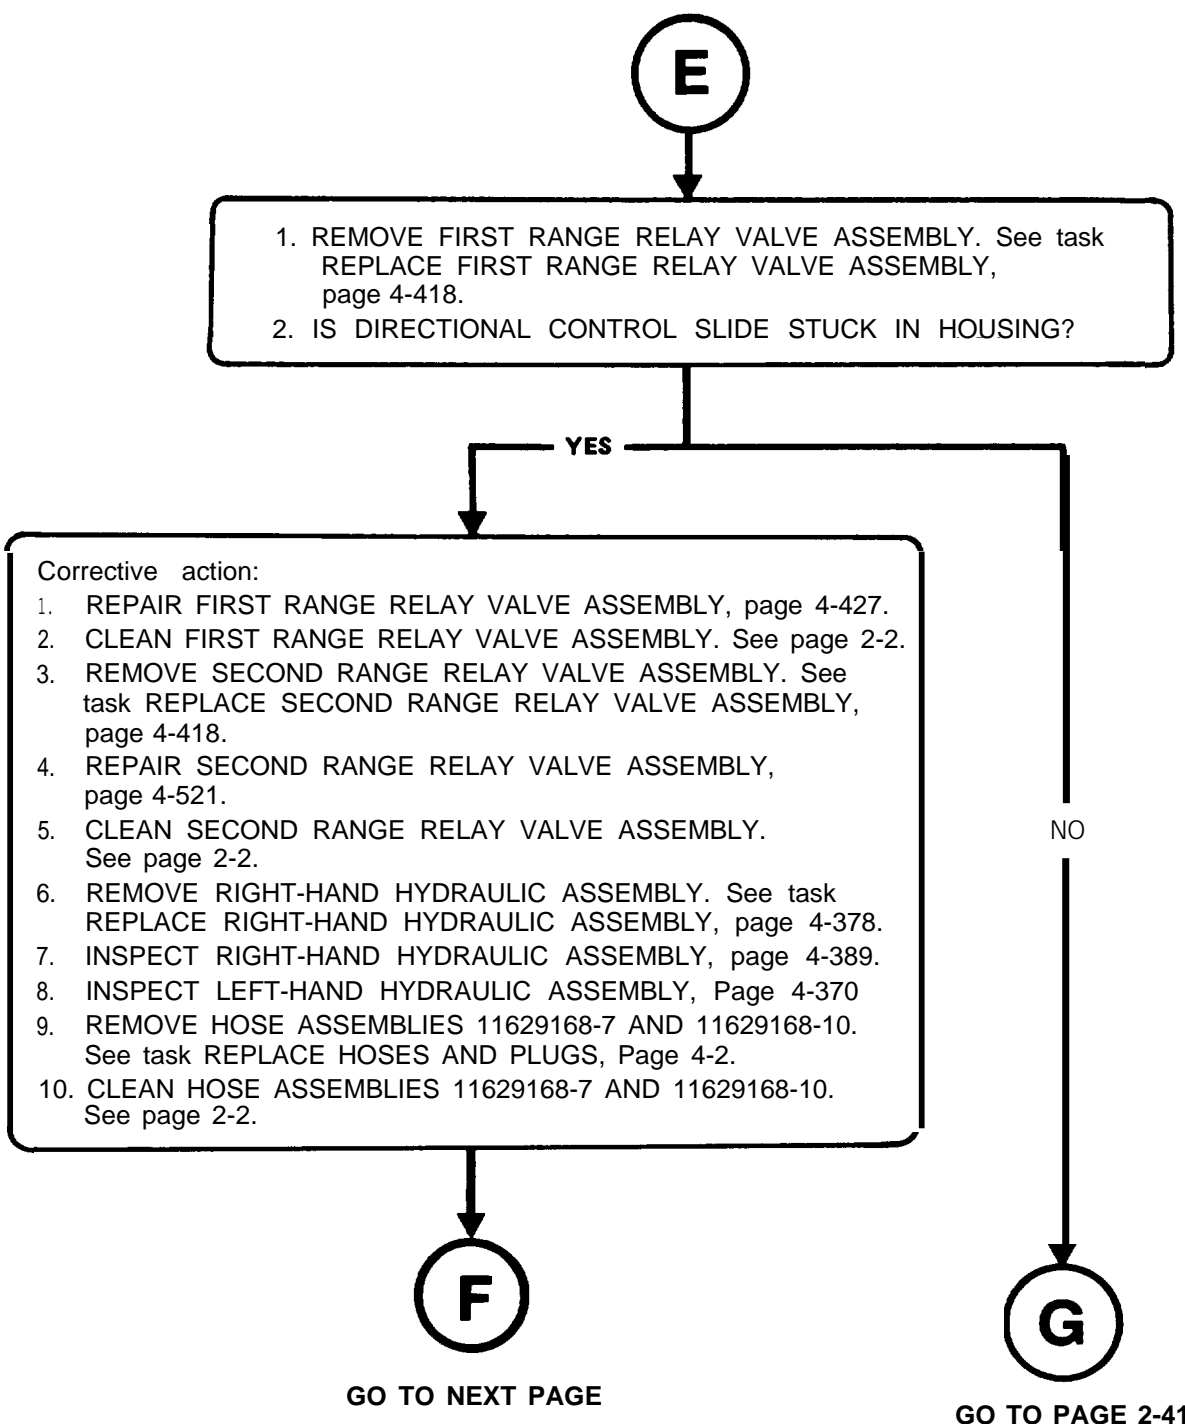 E
1. REMOVE FIRST RANGE RELAY VALVE ASSEMBLY. See task
REPLACE FIRST RANGE RELAY VALVE ASSEMBLY,
page 4-418.
2. IS DIRECTIONAL CONTROL SLIDE STUCK IN HOUSING?
YES
Corrective action:
1. REPAIR FIRST RANGE RELAY VALVE ASSEMBLY, page 4-427.
2. CLEAN FIRST RANGE RELAY VALVE ASSEMBLY. See page 2-2.
3. REMOVE SECOND RANGE RELAY VALVE ASSEMBLY. See
task REPLACE SECOND RANGE RELAY VALVE ASSEMBLY,
page 4-418.
4. REPAIR SECOND RANGE RELAY VALVE ASSEMBLY,
page 4-521.
5. CLEAN SECOND RANGE RELAY VALVE ASSEMBLY.
See page 2-2.
6. REMOVE RIGHT-HAND HYDRAULIC ASSEMBLY. See task
REPLACE RIGHT-HAND HYDRAULIC ASSEMBLY, page 4-378.
7. INSPECT RIGHT-HAND HYDRAULIC ASSEMBLY, page 4-389.
8. INSPECT LEFT-HAND HYDRAULIC ASSEMBLY, Page 4-370
9. REMOVE HOSE ASSEMBLIES 11629168-7 AND 11629168-10.
See task REPLACE HOSES AND PLUGS, Page 4-2.
10. CLEAN HOSE ASSEMBLIES 11629168-7 AND 11629168-10.
See page 2-2.
NO
F
GO TO NEXT PAGE
G
GO TO PAGE 2-41